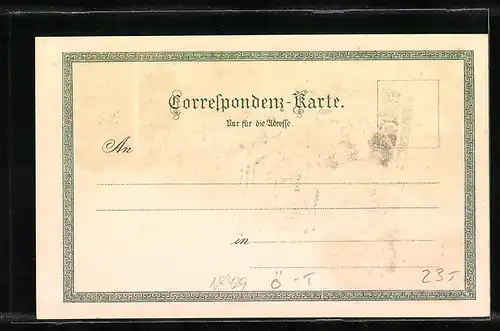 Correspondenz-Karte.
Nur für die Adresse.
An
in
Ö -T
23,-